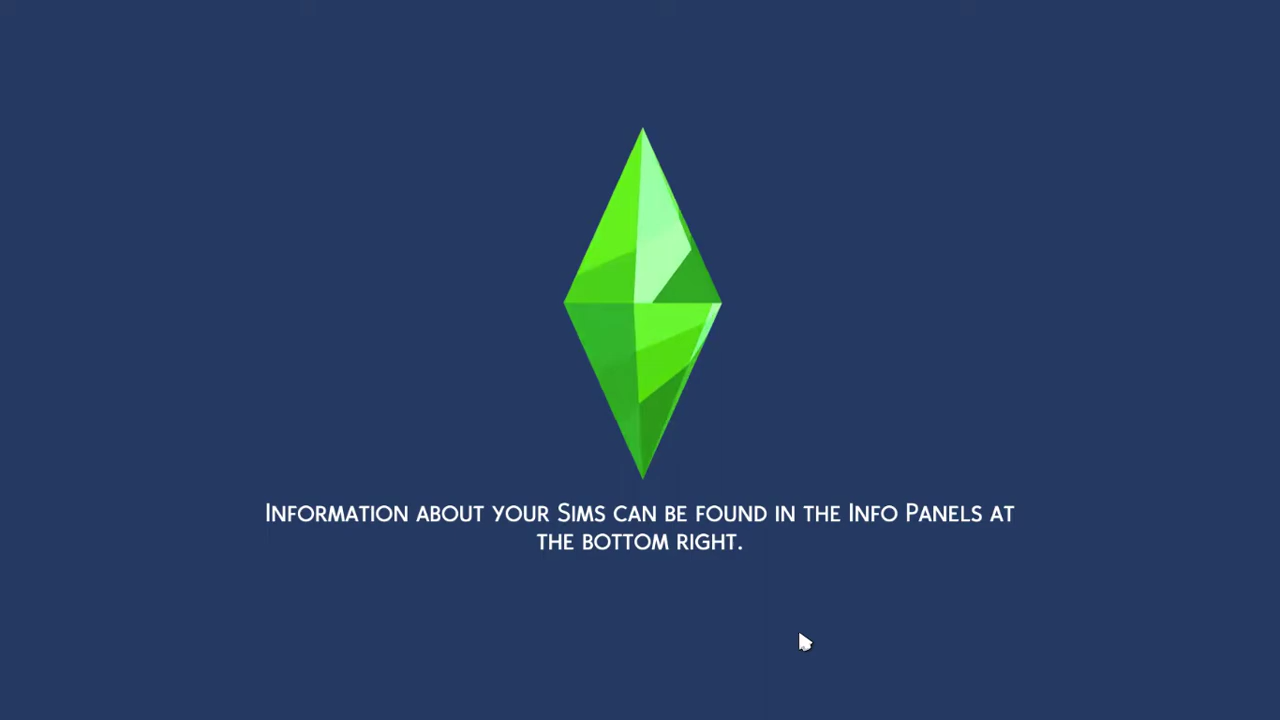 Information about your Sims can be found in the Info Panels at
the bottom right.